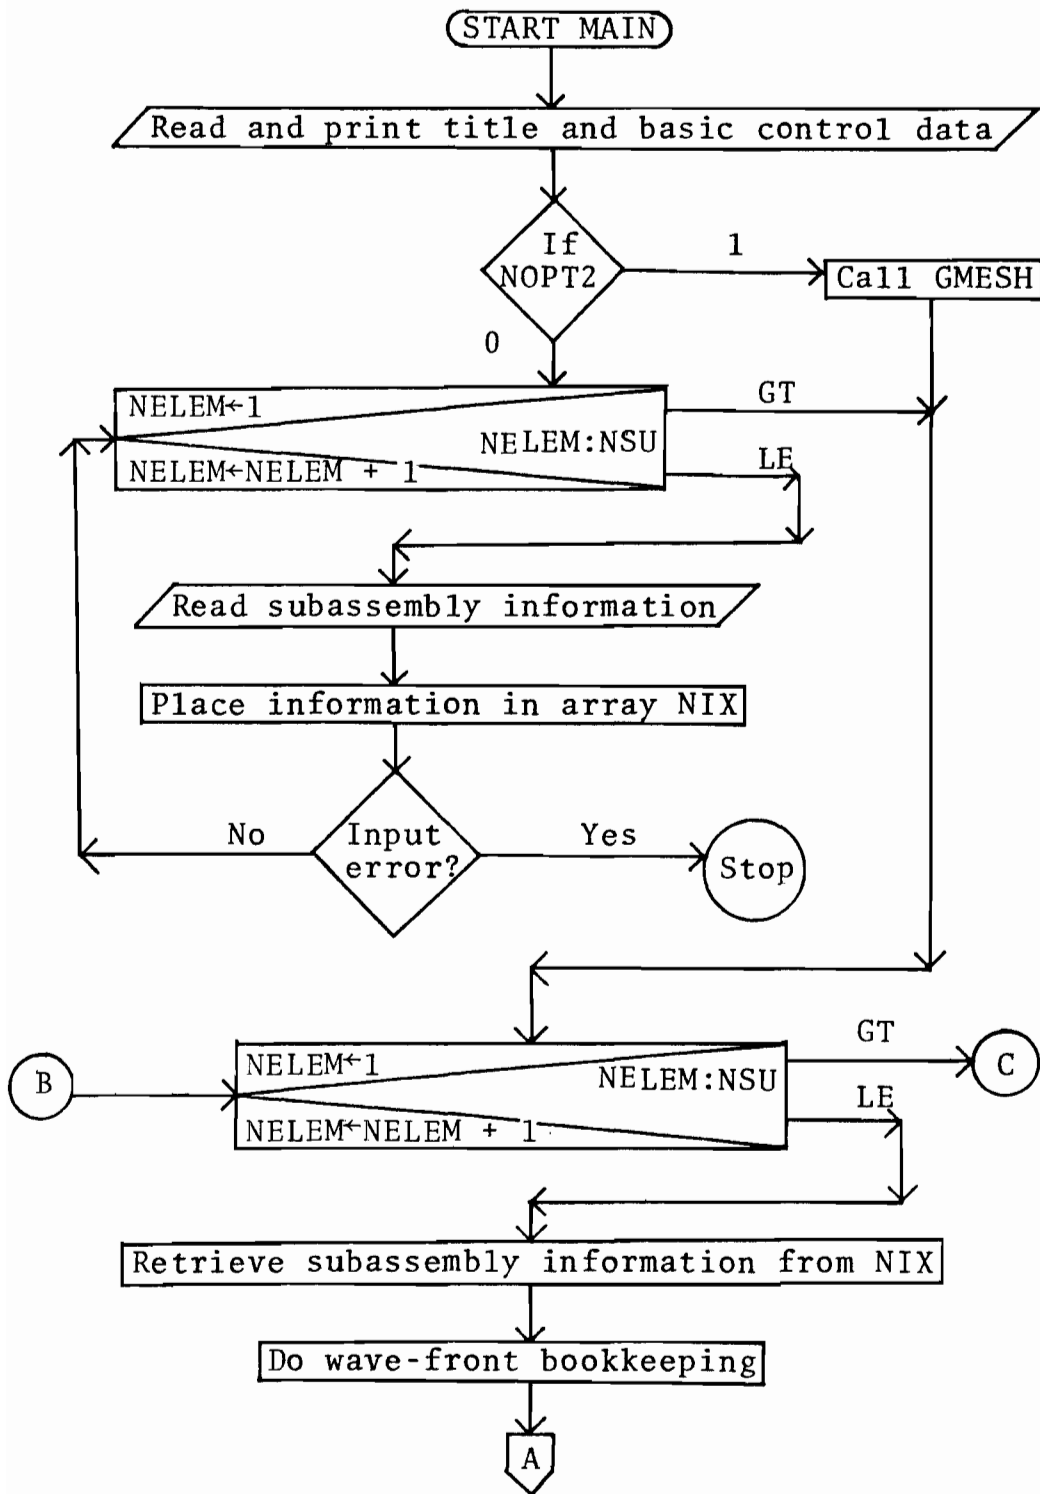 START MAIN
Read and print title and basic control data
If
NOPT2
1
Call GMESH
0
NELEM←1
GT
NELEM:NSU
LE
NELEM←NELEM + 1
Read subassembly information
Place information in array NIX
No
Input
error?
Yes
Stop
GT
B
NELEM←1
NELEM:NSU
C
LE
NELEM←NELEM + 1
Retrieve subassembly information from NIX
Do wave-front bookkeeping
A